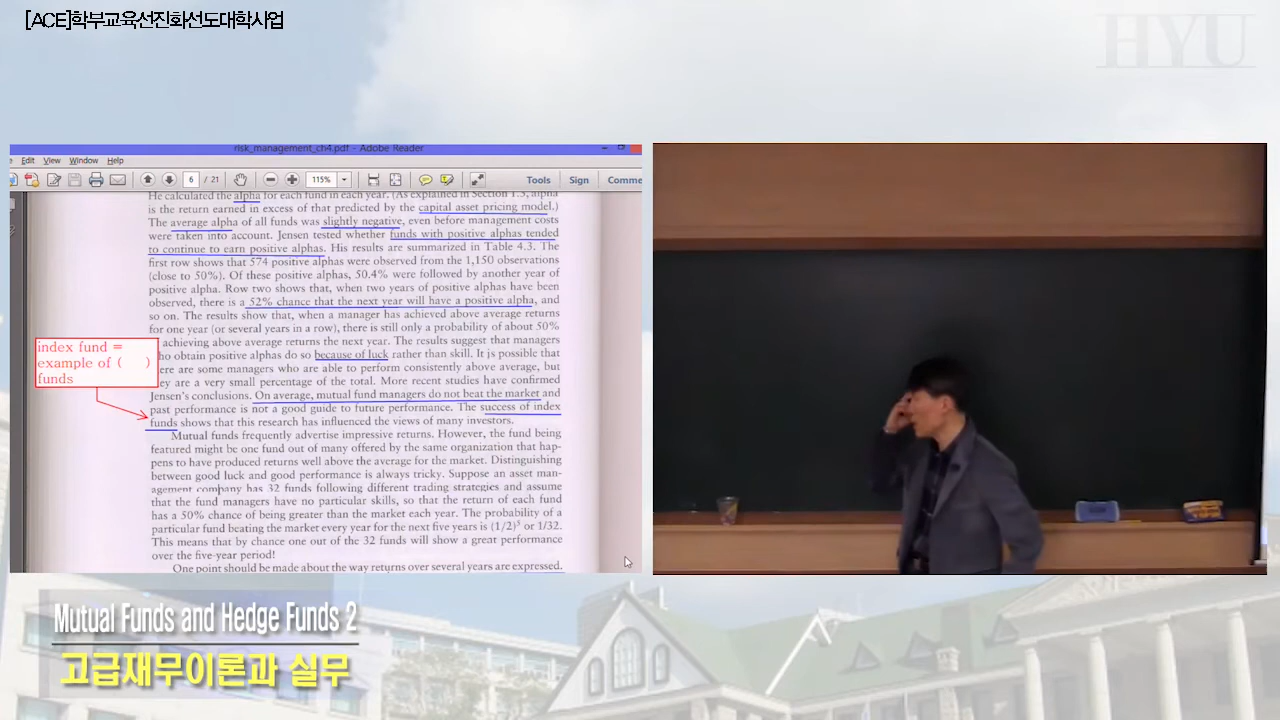 [ACE]학부교육선진화선도대학사업
HYU
risk_management_ch4.pdf - Adobe Reader
Edit View Window Help
6 / 21 115% Tools Sign Comme
He calculated the alpha for each fund in each year. (As explained in Section 1.3, alpha
is the return earned in excess of that predicted by the capital asset pricing model.)
The average alpha of all funds was slightly negative, even before management costs
were taken into account. Jensen tested whether funds with positive alphas tended
to continue to earn positive alphas. His results are summarized in Table 4.3. The
first row shows that 574 positive alphas were observed from the 1,150 observations
(close to 50%). Of these positive alphas, 50.4% were followed by another year of
positive alpha. Row two shows that, when two years of positive alphas have been
observed, there is a 52% chance that the next year will have a positive alpha, and
so on. The results show that, when a manager has achieved above average returns
for one year (or several years in a row), there is still only a probability of about 50%
achieving above average returns the next year. The results suggest that managers
ho obtain positive alphas do so because of luck rather than skill. It is possible that
ere are some managers who are able to perform consistently above average, but
ey are a very small percentage of the total. More recent studies have confirmed
Jensen's conclusions. On average, mutual fund managers do not beat the market and
past performance is not a good guide to future performance. The success of index
funds shows that this research has influenced the views of many investors.
index fund =
example of ( )
funds
Mutual funds frequently advertise impressive returns. However, the fund being
featured might be one fund out of many offered by the same organization that hap-
pens to have produced returns well above the average for the market. Distinguishing
between good luck and good performance is always tricky. Suppose an asset man-
agement company has 32 funds following different trading strategies and assume
that the fund managers have no particular skills, so that the return of each fund
has a 50% chance of being greater than the market each year. The probability of a
particular fund beating the market every year for the next five years is (1/2)⁵ or 1/32.
This means that by chance one out of the 32 funds will show a great performance
over the five-year period!
One point should be made about the way returns over several years are expressed.
Mutual Funds and Hedge Funds 2
고급재무이론과 실무